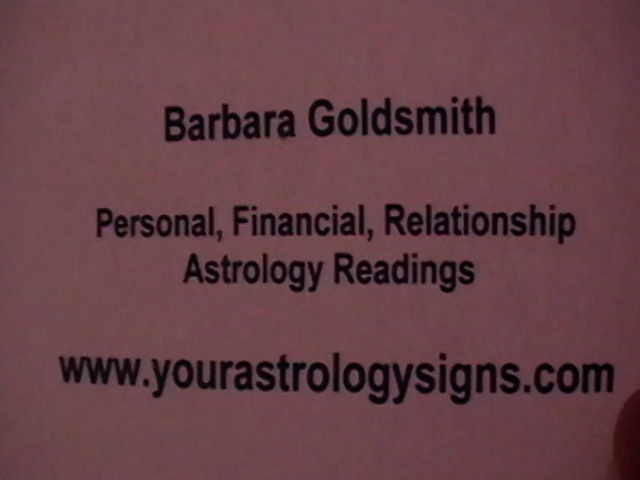 Barbara Goldsmith
Personal, Financial, Relationship
Astrology Readings
www.yourastrologysigns.com